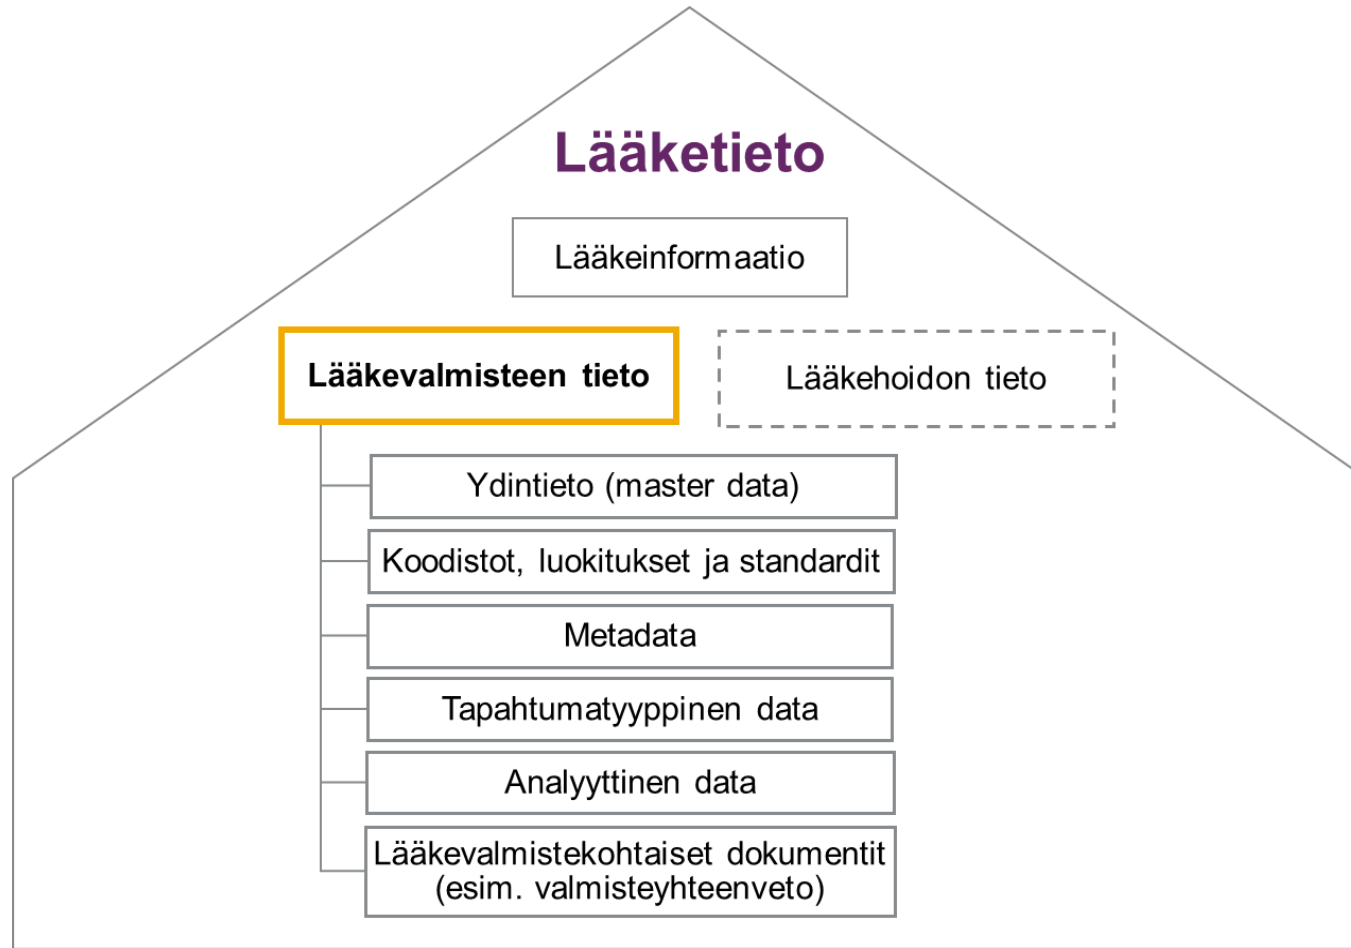 Lääketieto
Lääkeinformaatio
Lääkevalmisteen tieto
Lääkehoidon tieto
Ydintieto (master data)
Koodistot, luokitukset ja standardit
Metadata
Tapahtumatyyppinen data
Analyyttinen data
Lääkevalmistekohtaiset dokumentit
(esim. valmisteyhteenveto)